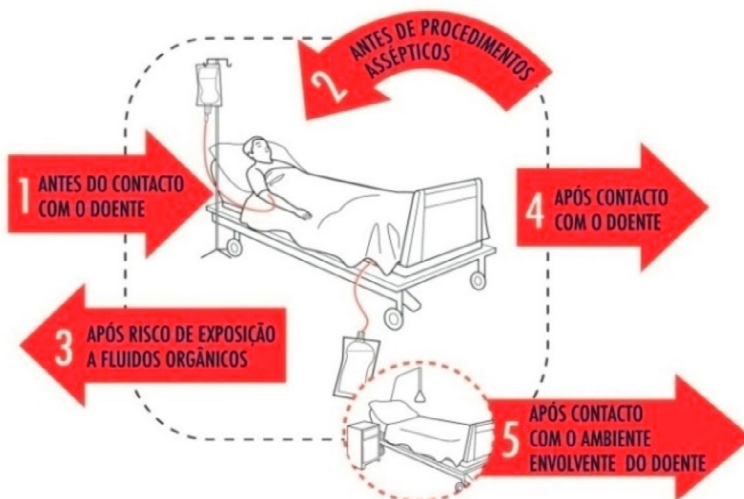 1 ANTES DO CONTACTO
COM O DOENTE
2 ANTES DE PROCEDIMENTOS
ASSÉPTICOS
3 APÓS RISCO DE EXPOSIÇÃO
A FLUIDOS ORGÂNICOS
4 APÓS CONTACTO
COM O DOENTE
5 APÓS CONTACTO
COM O AMBIENTE
ENVOLVENTE DO DOENTE